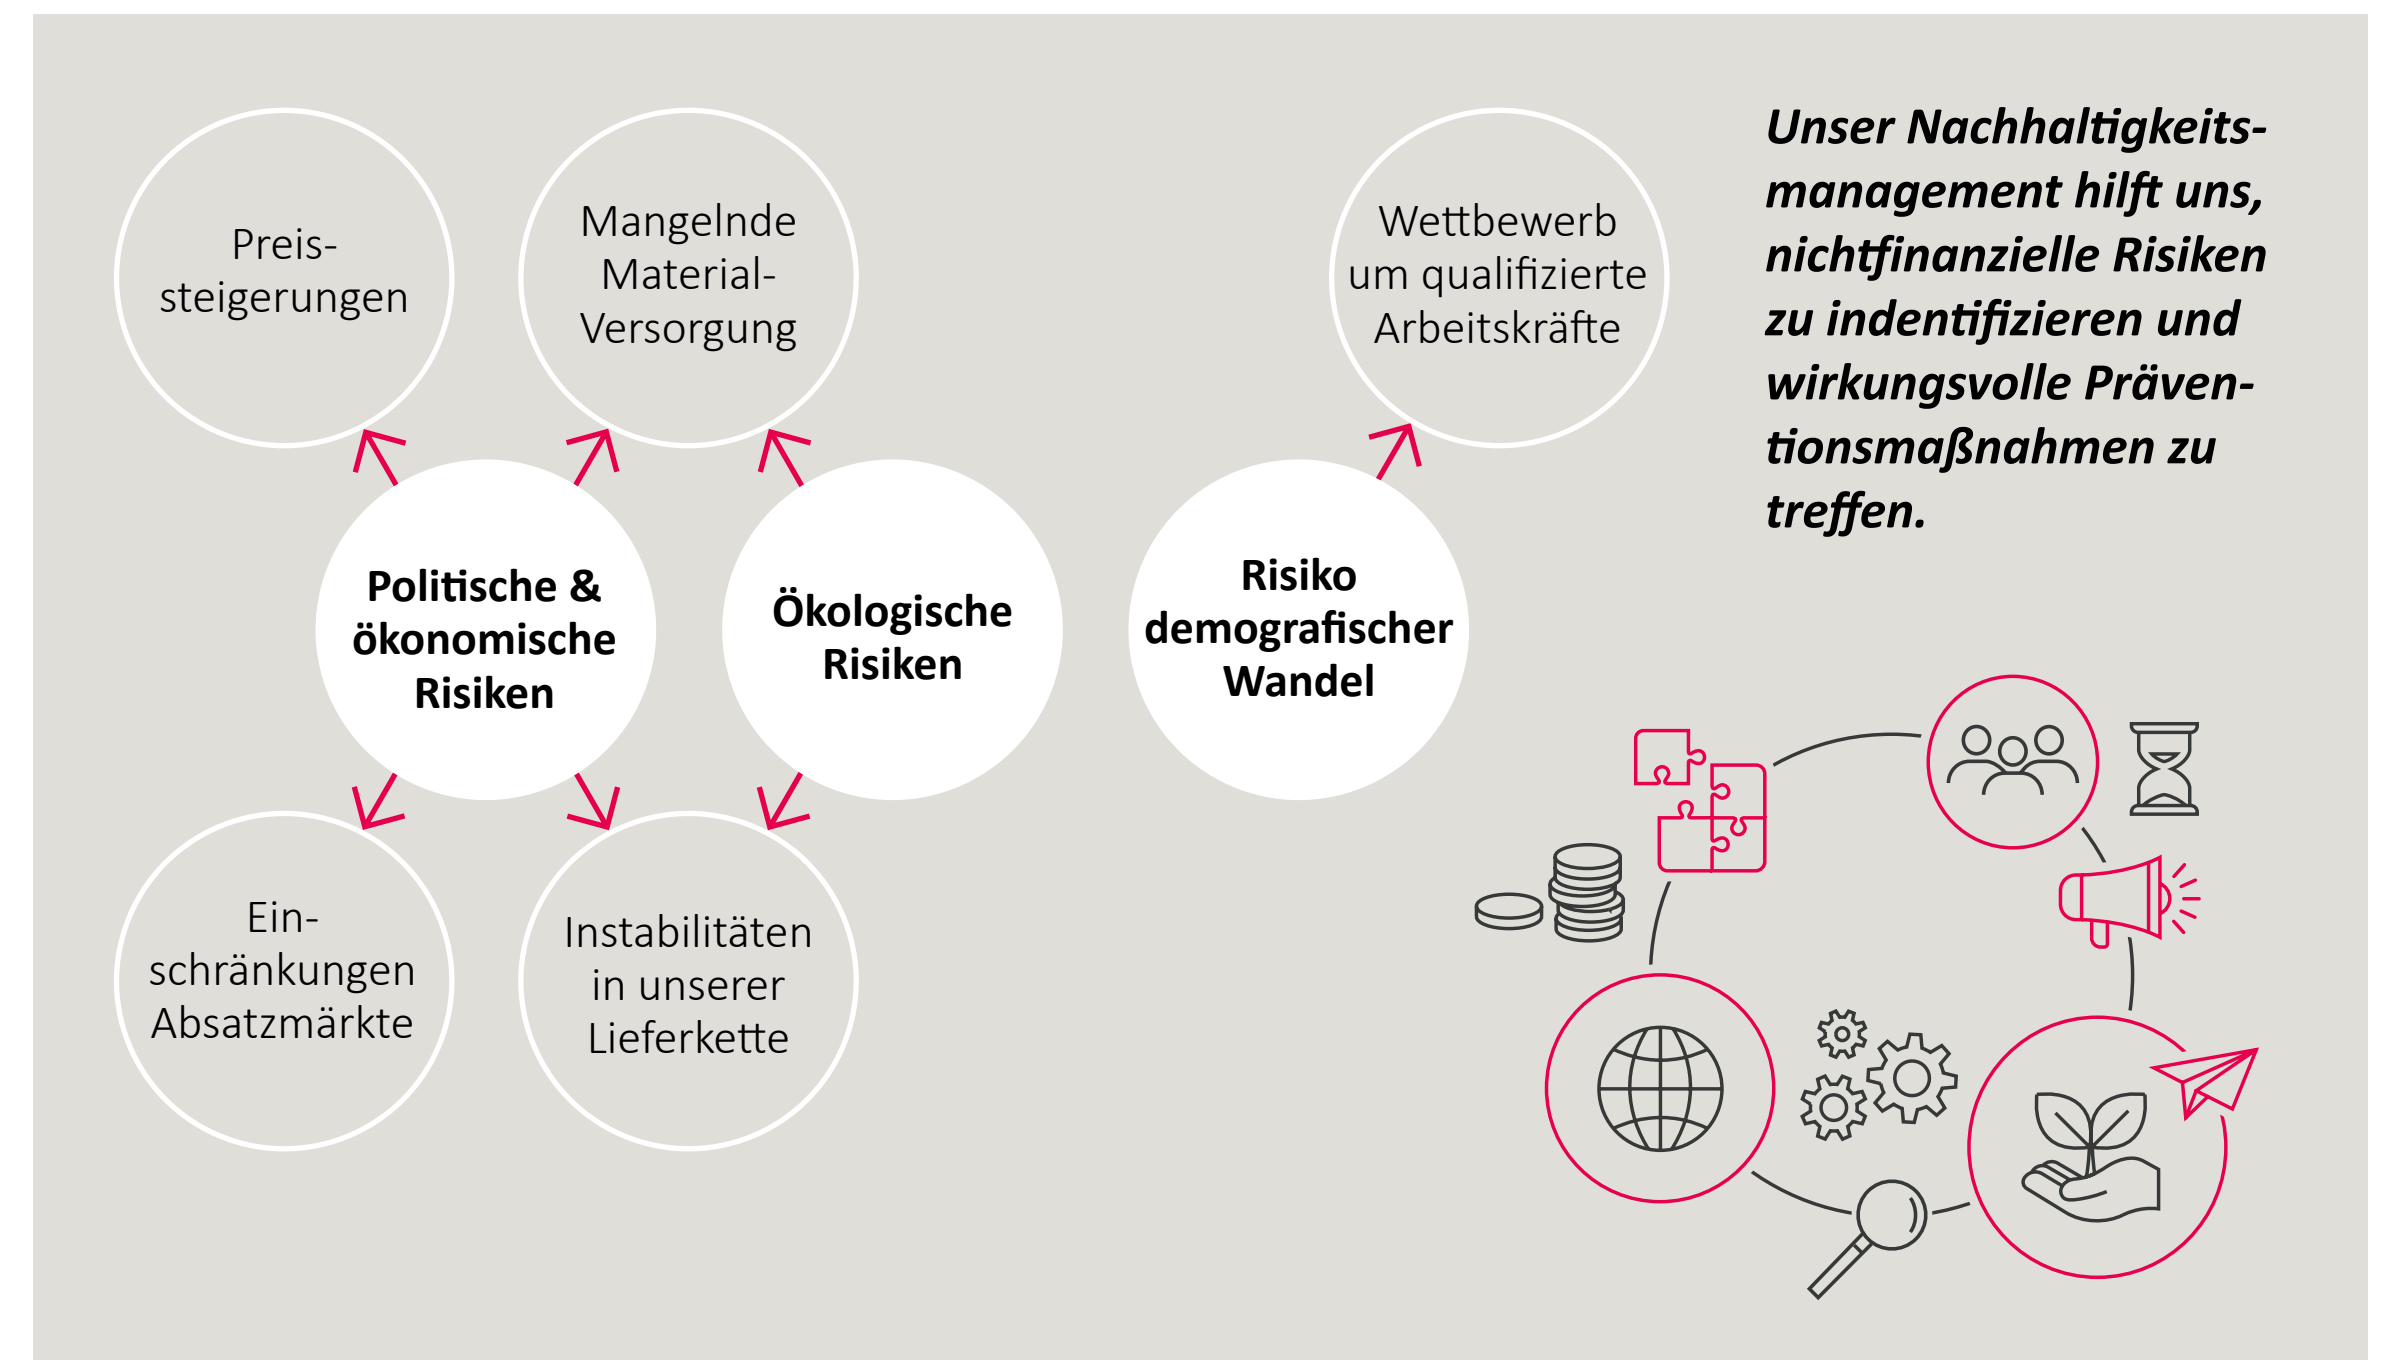 Preis-
steigerungen
Mangelnde
Material-
Versorgung
Wettbewerb
um qualifizierte
Arbeitskräfte
Unser Nachhaltigkeits-
management hilft uns,
nichtfinanzielle Risiken
zu indentifizieren und
wirkungsvolle Präven-
tionsmaßnahmen zu
treffen.
Politische &
ökonomische
Risiken
Ökologische
Risiken
Risiko
demografischer
Wandel
Ein-
schränkungen
Absatzmärkte
Instabilitäten
in unserer
Lieferkette